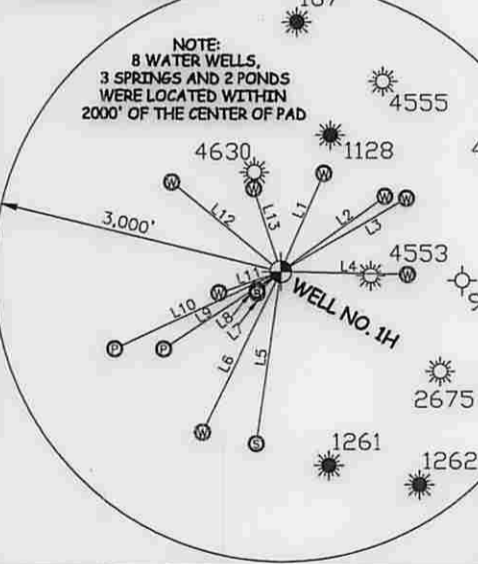 NOTE:
8 WATER WELLS,
3 SPRINGS AND 2 PONDS
WERE LOCATED WITHIN
2000' OF THE CENTER OF PAD
4555
4630
1128
W
W
W
W
W
L12
L13
L1
L2
L3
3,000'
4553
L11
L4
W
W
S
L10
L9
L8
L7
WELL NO. 1H
P
P
L6
L5
2675
W
S
1261
1262